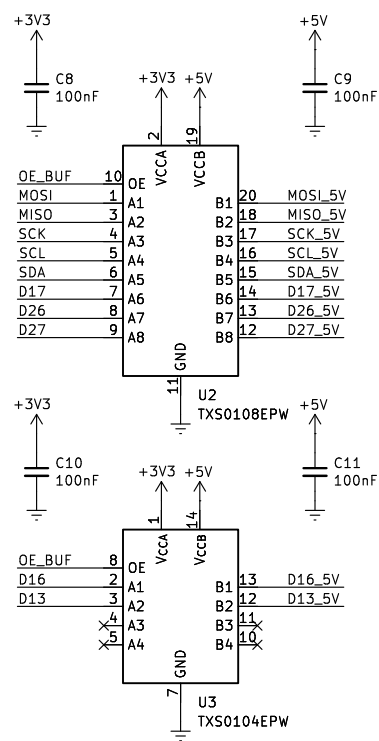 +3V3
C8
100nF
+5V
C9
100nF
+3V3 +5V
2 19
VCCA VCCB
OE_BUF 10 OE
MOSI 1 A1 B1 20 MOSI_5V
MISO 3 A2 B2 18 MISO_5V
SCK 4 A3 B3 17 SCK_5V
SCL 5 A4 B4 16 SCL_5V
SDA 6 A5 B5 15 SDA_5V
D17 7 A6 B6 14 D17_5V
D26 8 A7 B7 13 D26_5V
D27 9 A8 B8 12 D27_5V
GND
11
U2
TXS0108EPW
+3V3
C10
100nF
+5V
C11
100nF
+3V3 +5V
1 14
VCCA VCCB
OE_BUF 8 OE
D16 2 A1 B1 13 D16_5V
D13 3 A2 B2 12 D13_5V
4 A3 B3 11
5 A4 B4 10
GND
7
U3
TXS0104EPW